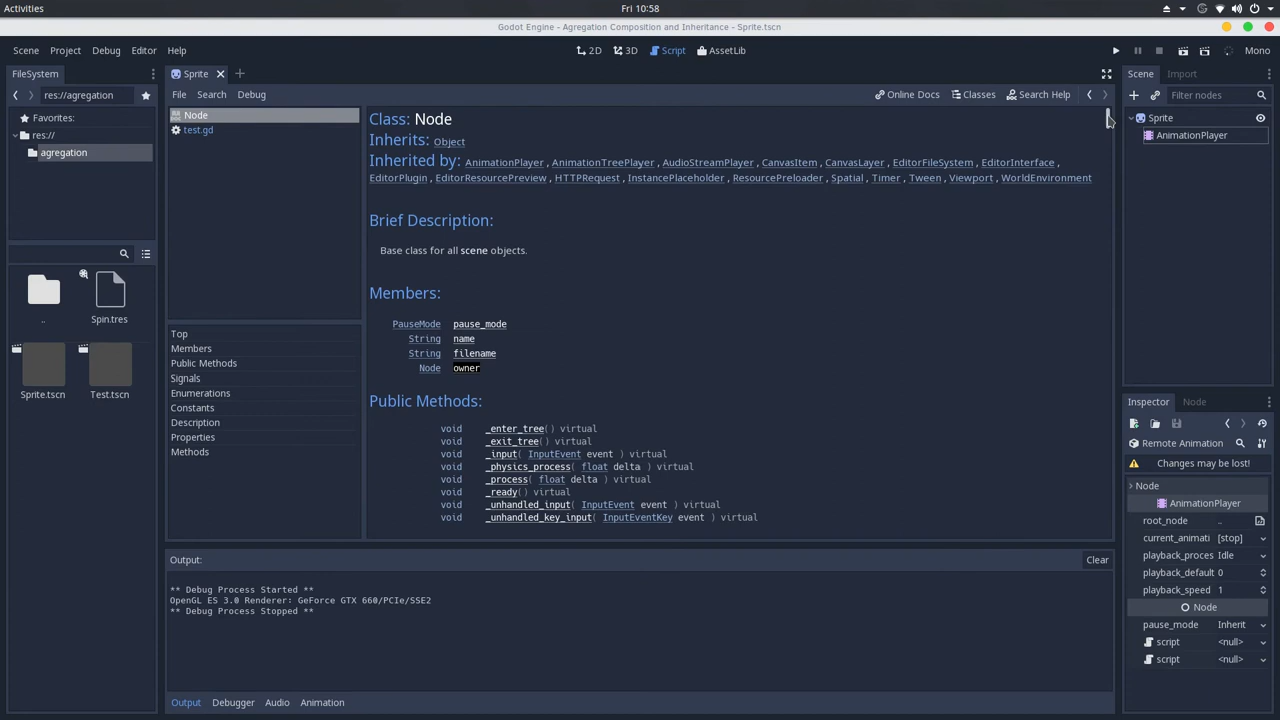 Activities
Fri 10:58
Godot Engine - Agregation Composition and Inheritance - Sprite.tscn
Scene Project Debug Editor Help
2D 3D Script AssetLib
Mono
FileSystem
res://agregation
Favorites:
res://
agregation
..
Spin.tres
Sprite.tscn
Test.tscn
Sprite
File Search Debug
Online Docs Classes Search Help
Node
test.gd
Top
Members
Public Methods
Signals
Enumerations
Constants
Description
Properties
Methods
Class: Node
Inherits: Object
Inherited by: AnimationPlayer , AnimationTreePlayer , AudioStreamPlayer , CanvasItem , CanvasLayer , EditorFileSystem , EditorInterface ,
EditorPlugin , EditorResourcePreview , HTTPRequest , InstancePlaceholder , ResourcePreloader , Spatial , Timer , Tween , Viewport , WorldEnvironment
Brief Description:
Base class for all scene objects.
Members:
PauseMode pause_mode
String name
String filename
Node owner
Public Methods:
void _enter_tree() virtual
void _exit_tree() virtual
void _input( InputEvent event ) virtual
void _physics_process( float delta ) virtual
void _process( float delta ) virtual
void _ready() virtual
void _unhandled_input( InputEvent event ) virtual
void _unhandled_key_input( InputEventKey event ) virtual
Output:
Clear
** Debug Process Started **
OpenGL ES 3.0 Renderer: GeForce GTX 660/PCIe/SSE2
** Debug Process Stopped **
Output Debugger Audio Animation
Scene Import
Filter nodes
Sprite
AnimationPlayer
Inspector Node
Remote Animation
Changes may be lost!
Node
AnimationPlayer
root_node ..
current_animati [stop]
playback_proces Idle
playback_default 0
playback_speed 1
Node
pause_mode Inherit
script <null>
script <null>